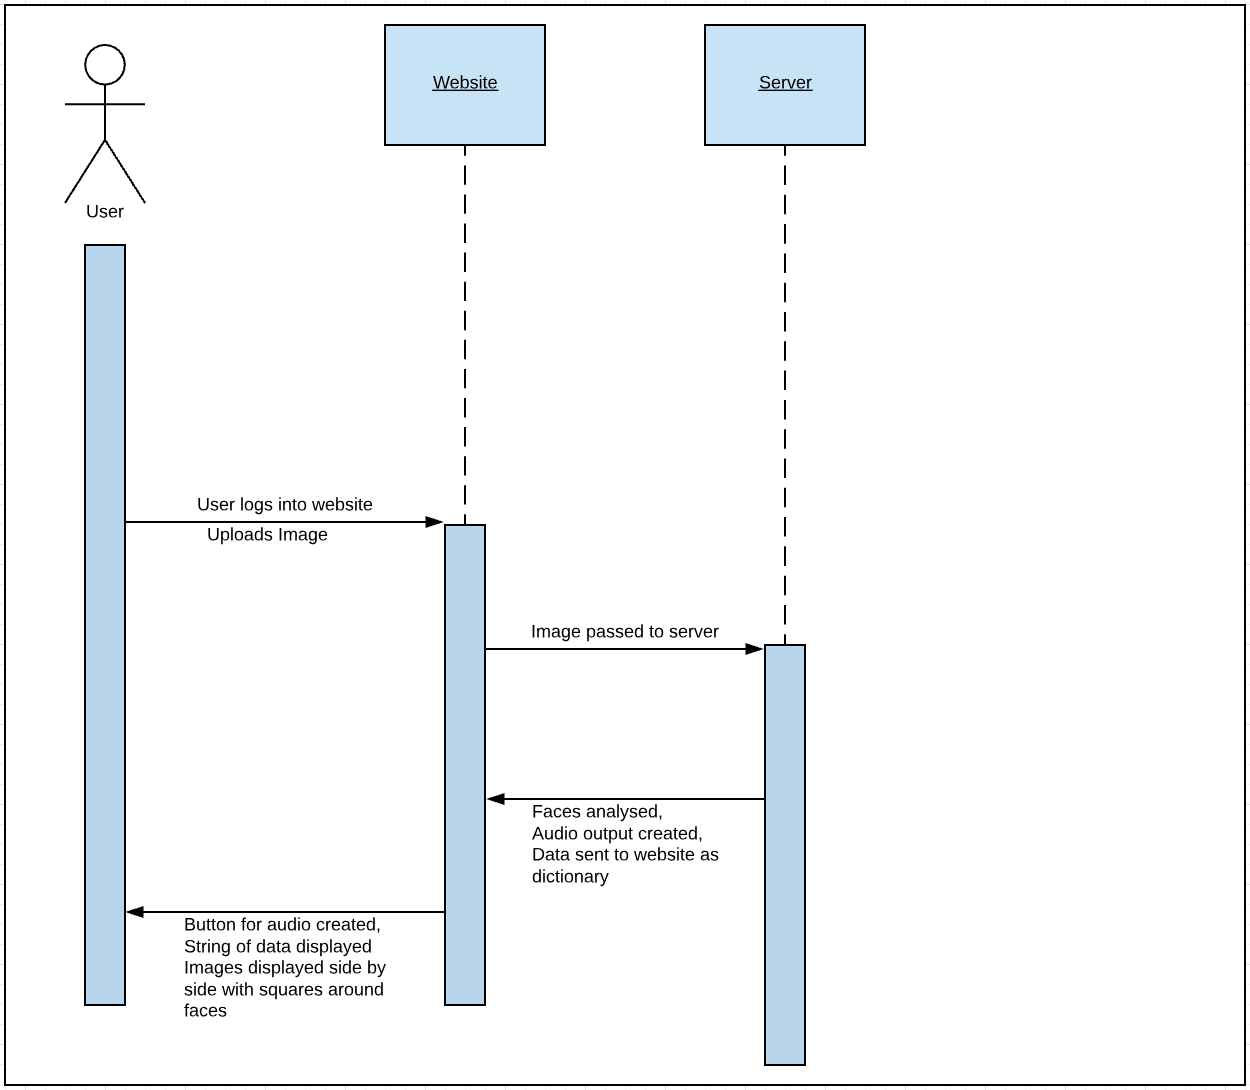 Website
Server
User
User logs into website
Uploads Image
Image passed to server
Faces analysed,
Audio output created,
Data sent to website as
dictionary
Button for audio created,
String of data displayed
Images displayed side by
side with squares around
faces